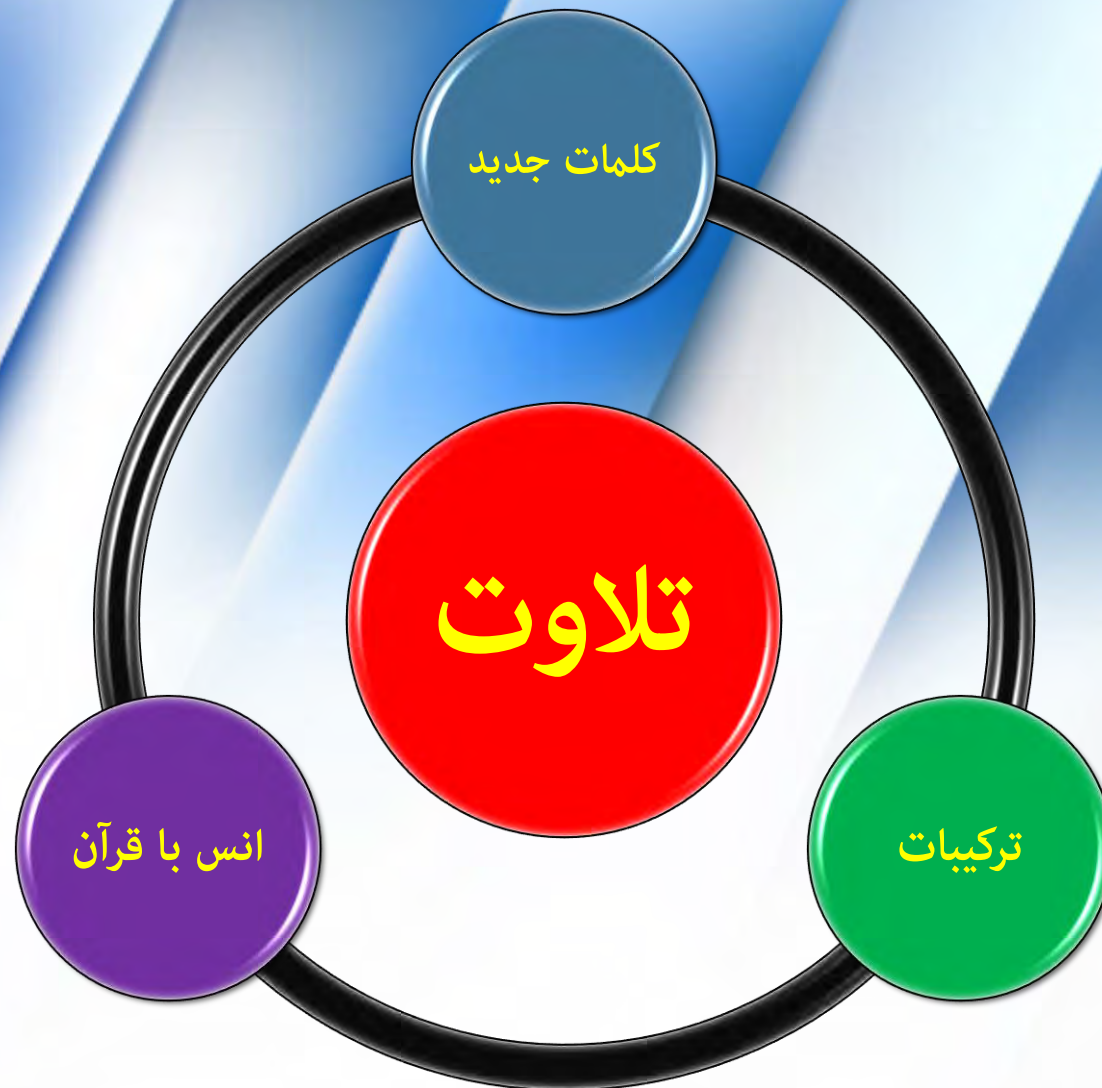 کلمات جدید
تلاوت
ترکیبات
انس با قرآن